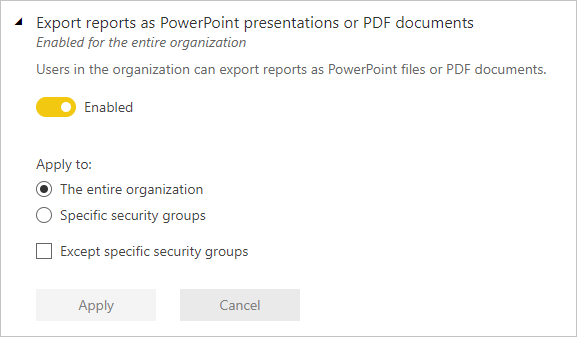 Export reports as PowerPoint presentations or PDF documents
Enabled for the entire organization
Users in the organization can export reports as PowerPoint files or PDF documents.
Enabled
Apply to:
The entire organization
Specific security groups
Except specific security groups
Apply
Cancel